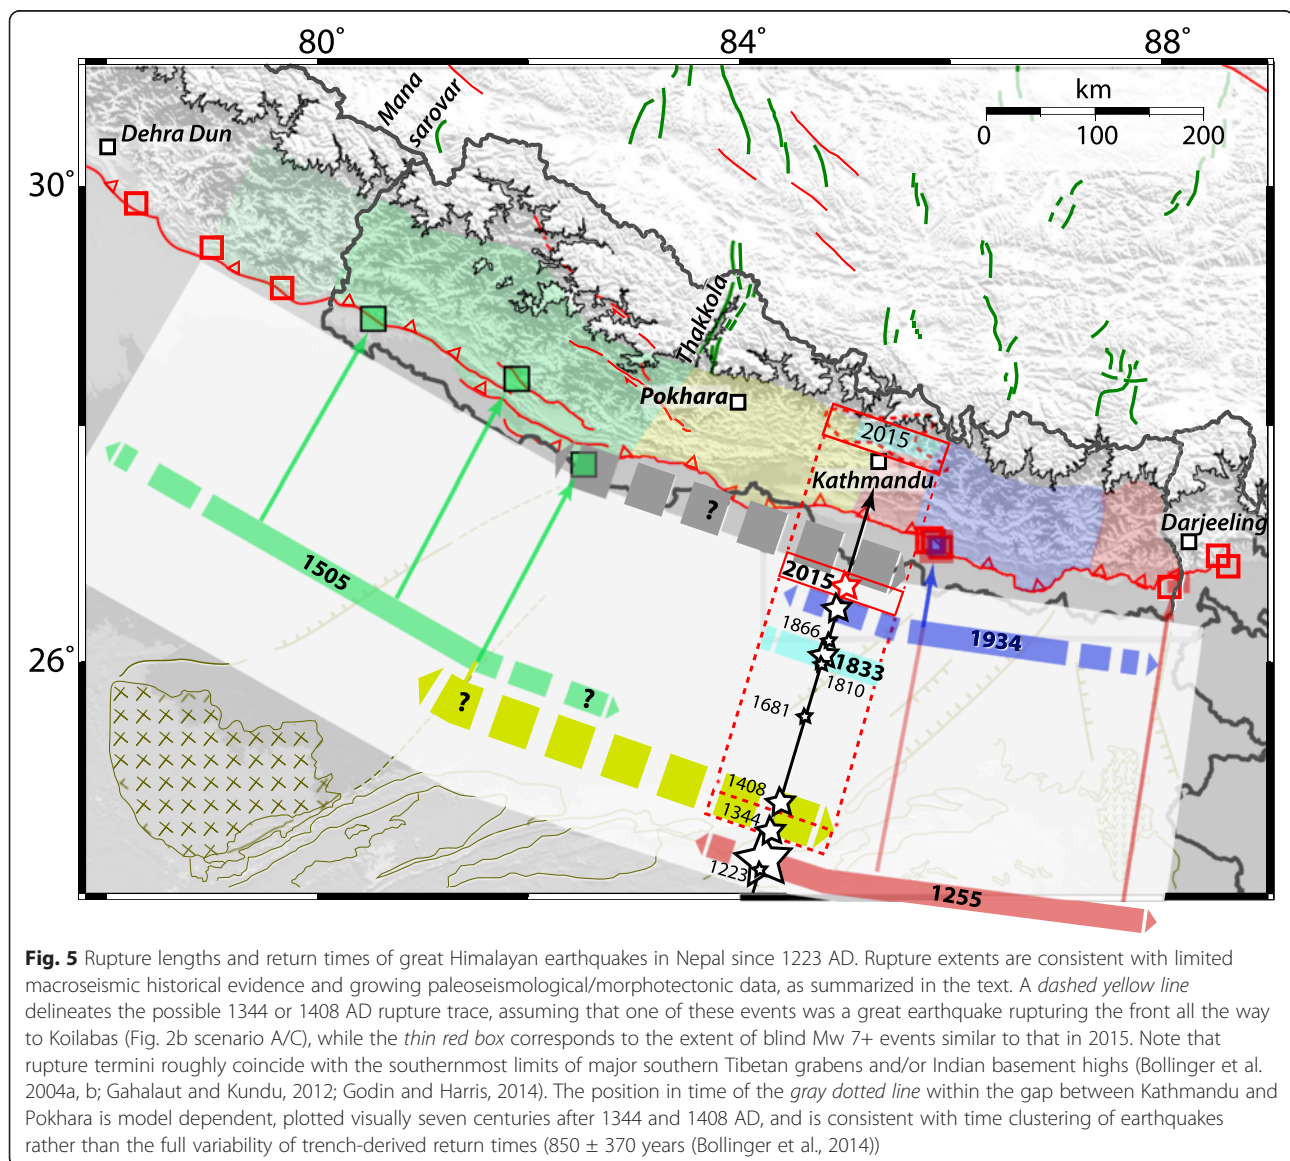 80°
84°
88°
km
0
100
200
Mana
sarovar
Dehra Dun
30°
Thakkola
Pokhara
2015
Kathmandu
Darjeeling
?
1505
2015
1934
1866
1833
1810
26°
?
?
1681
1408
1344
1223
1255
Fig. 5 Rupture lengths and return times of great Himalayan earthquakes in Nepal since 1223 AD. Rupture extents are consistent with limited
macroseismic historical evidence and growing paleoseismological/morphotectonic data, as summarized in the text. A dashed yellow line
delineates the possible 1344 or 1408 AD rupture trace, assuming that one of these events was a great earthquake rupturing the front all the way
to Koilabas (Fig. 2b scenario A/C), while the thin red box corresponds to the extent of blind Mw 7+ events similar to that in 2015. Note that
rupture termini roughly coincide with the southernmost limits of major southern Tibetan grabens and/or Indian basement highs (Bollinger et al.
2004a, b; Gahalaut and Kundu, 2012; Godin and Harris, 2014). The position in time of the gray dotted line within the gap between Kathmandu and
Pokhara is model dependent, plotted visually seven centuries after 1344 and 1408 AD, and is consistent with time clustering of earthquakes
rather than the full variability of trench-derived return times (850 ± 370 years (Bollinger et al., 2014))